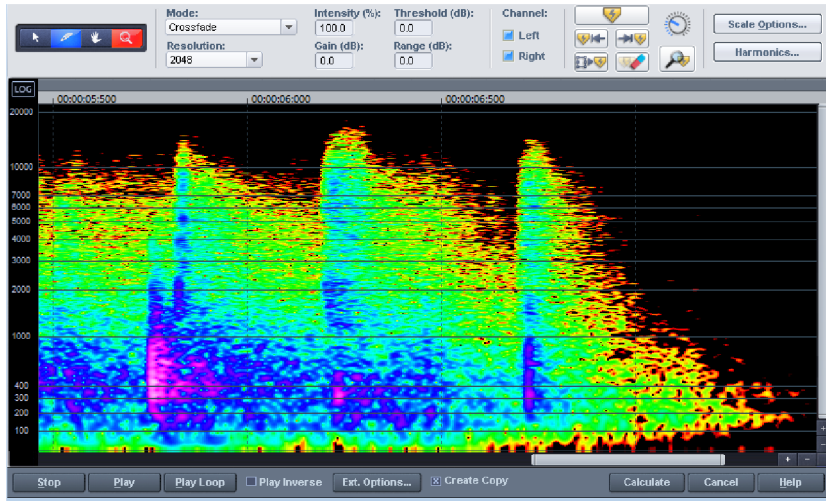 Mode:
Intensity (%):
Threshold (dB):
Channel:
Crossfade
100.0
0.0
Left
Scale Options...
Resolution:
Gain (dB):
Range (dB):
Right
Harmonics...
2048
0.0
0.0
LOG
00:00:05:500
00:00:06:000
00:00:06:500
20000
10000
7000
6000
5000
4000
3000
2000
1000
400
300
200
100
Stop
Play
Play Loop
Play Inverse
Ext. Options...
Create Copy
Calculate
Cancel
Help